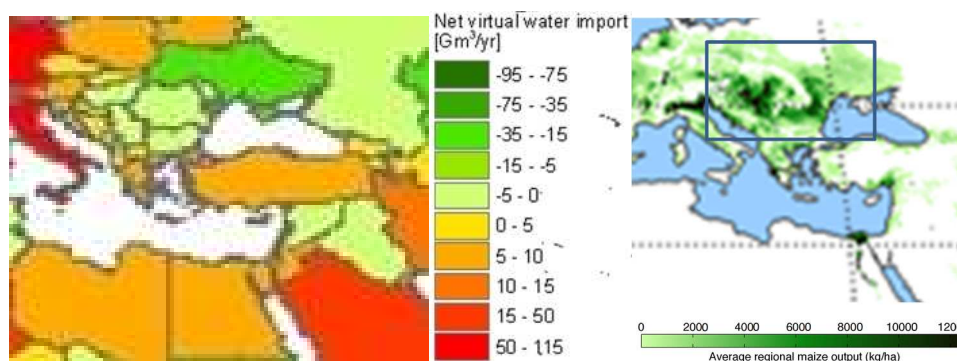 Net virtual water import
[Gm³/yr]
-95 - -75
-75 - -35
-35 - -15
-15 - -5
-5 - 0
0 - 5
5 - 10
10 - 15
15 - 50
50 - 115
0 2000 4000 6000 8000 10000 1200
Average regional maize output (kg/ha)